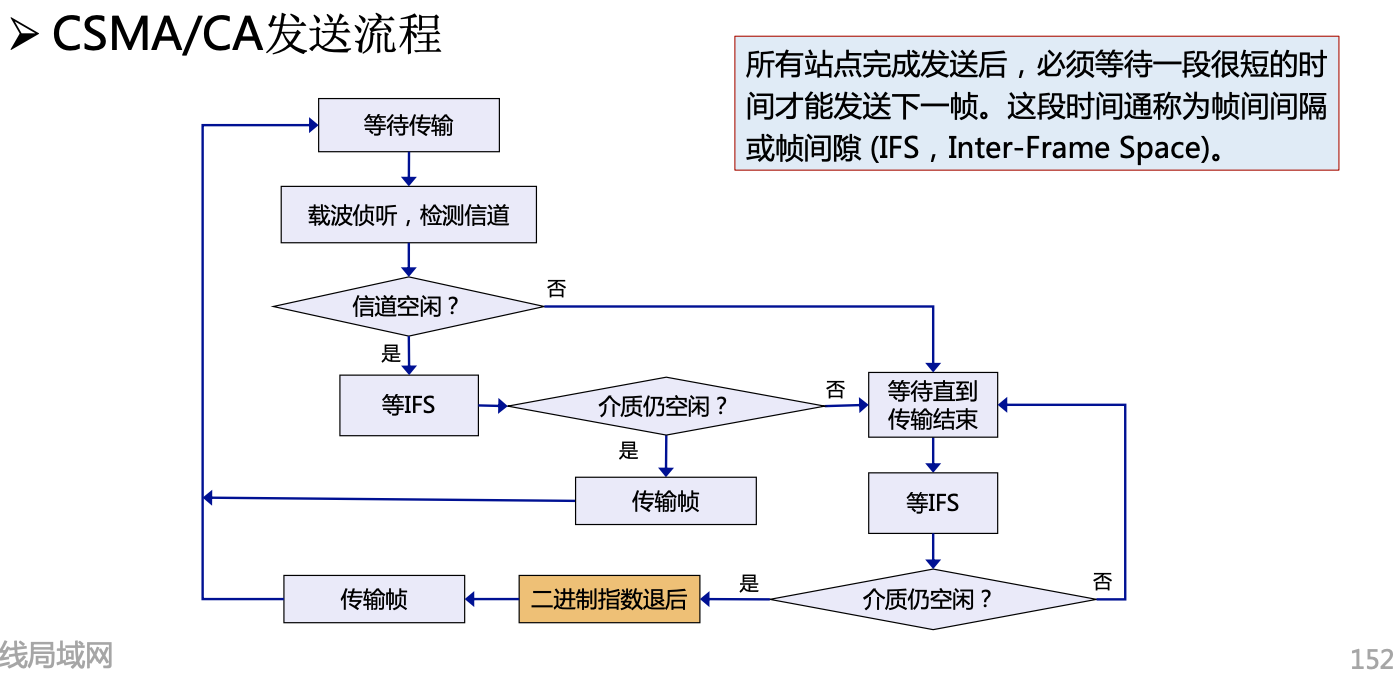 CSMA/CA发送流程
所有站点完成发送后，必须等待一段很短的时
间才能发送下一帧。这段时间通称为帧间间隔
或帧间隙 (IFS，Inter-Frame Space)。
等待传输
载波侦听，检测信道
信道空闲？
否
是
等IFS
介质仍空闲？
否
等待直到
传输结束
是
传输帧
等IFS
介质仍空闲？
否
是
二进制指数退后
传输帧
线局域网
152